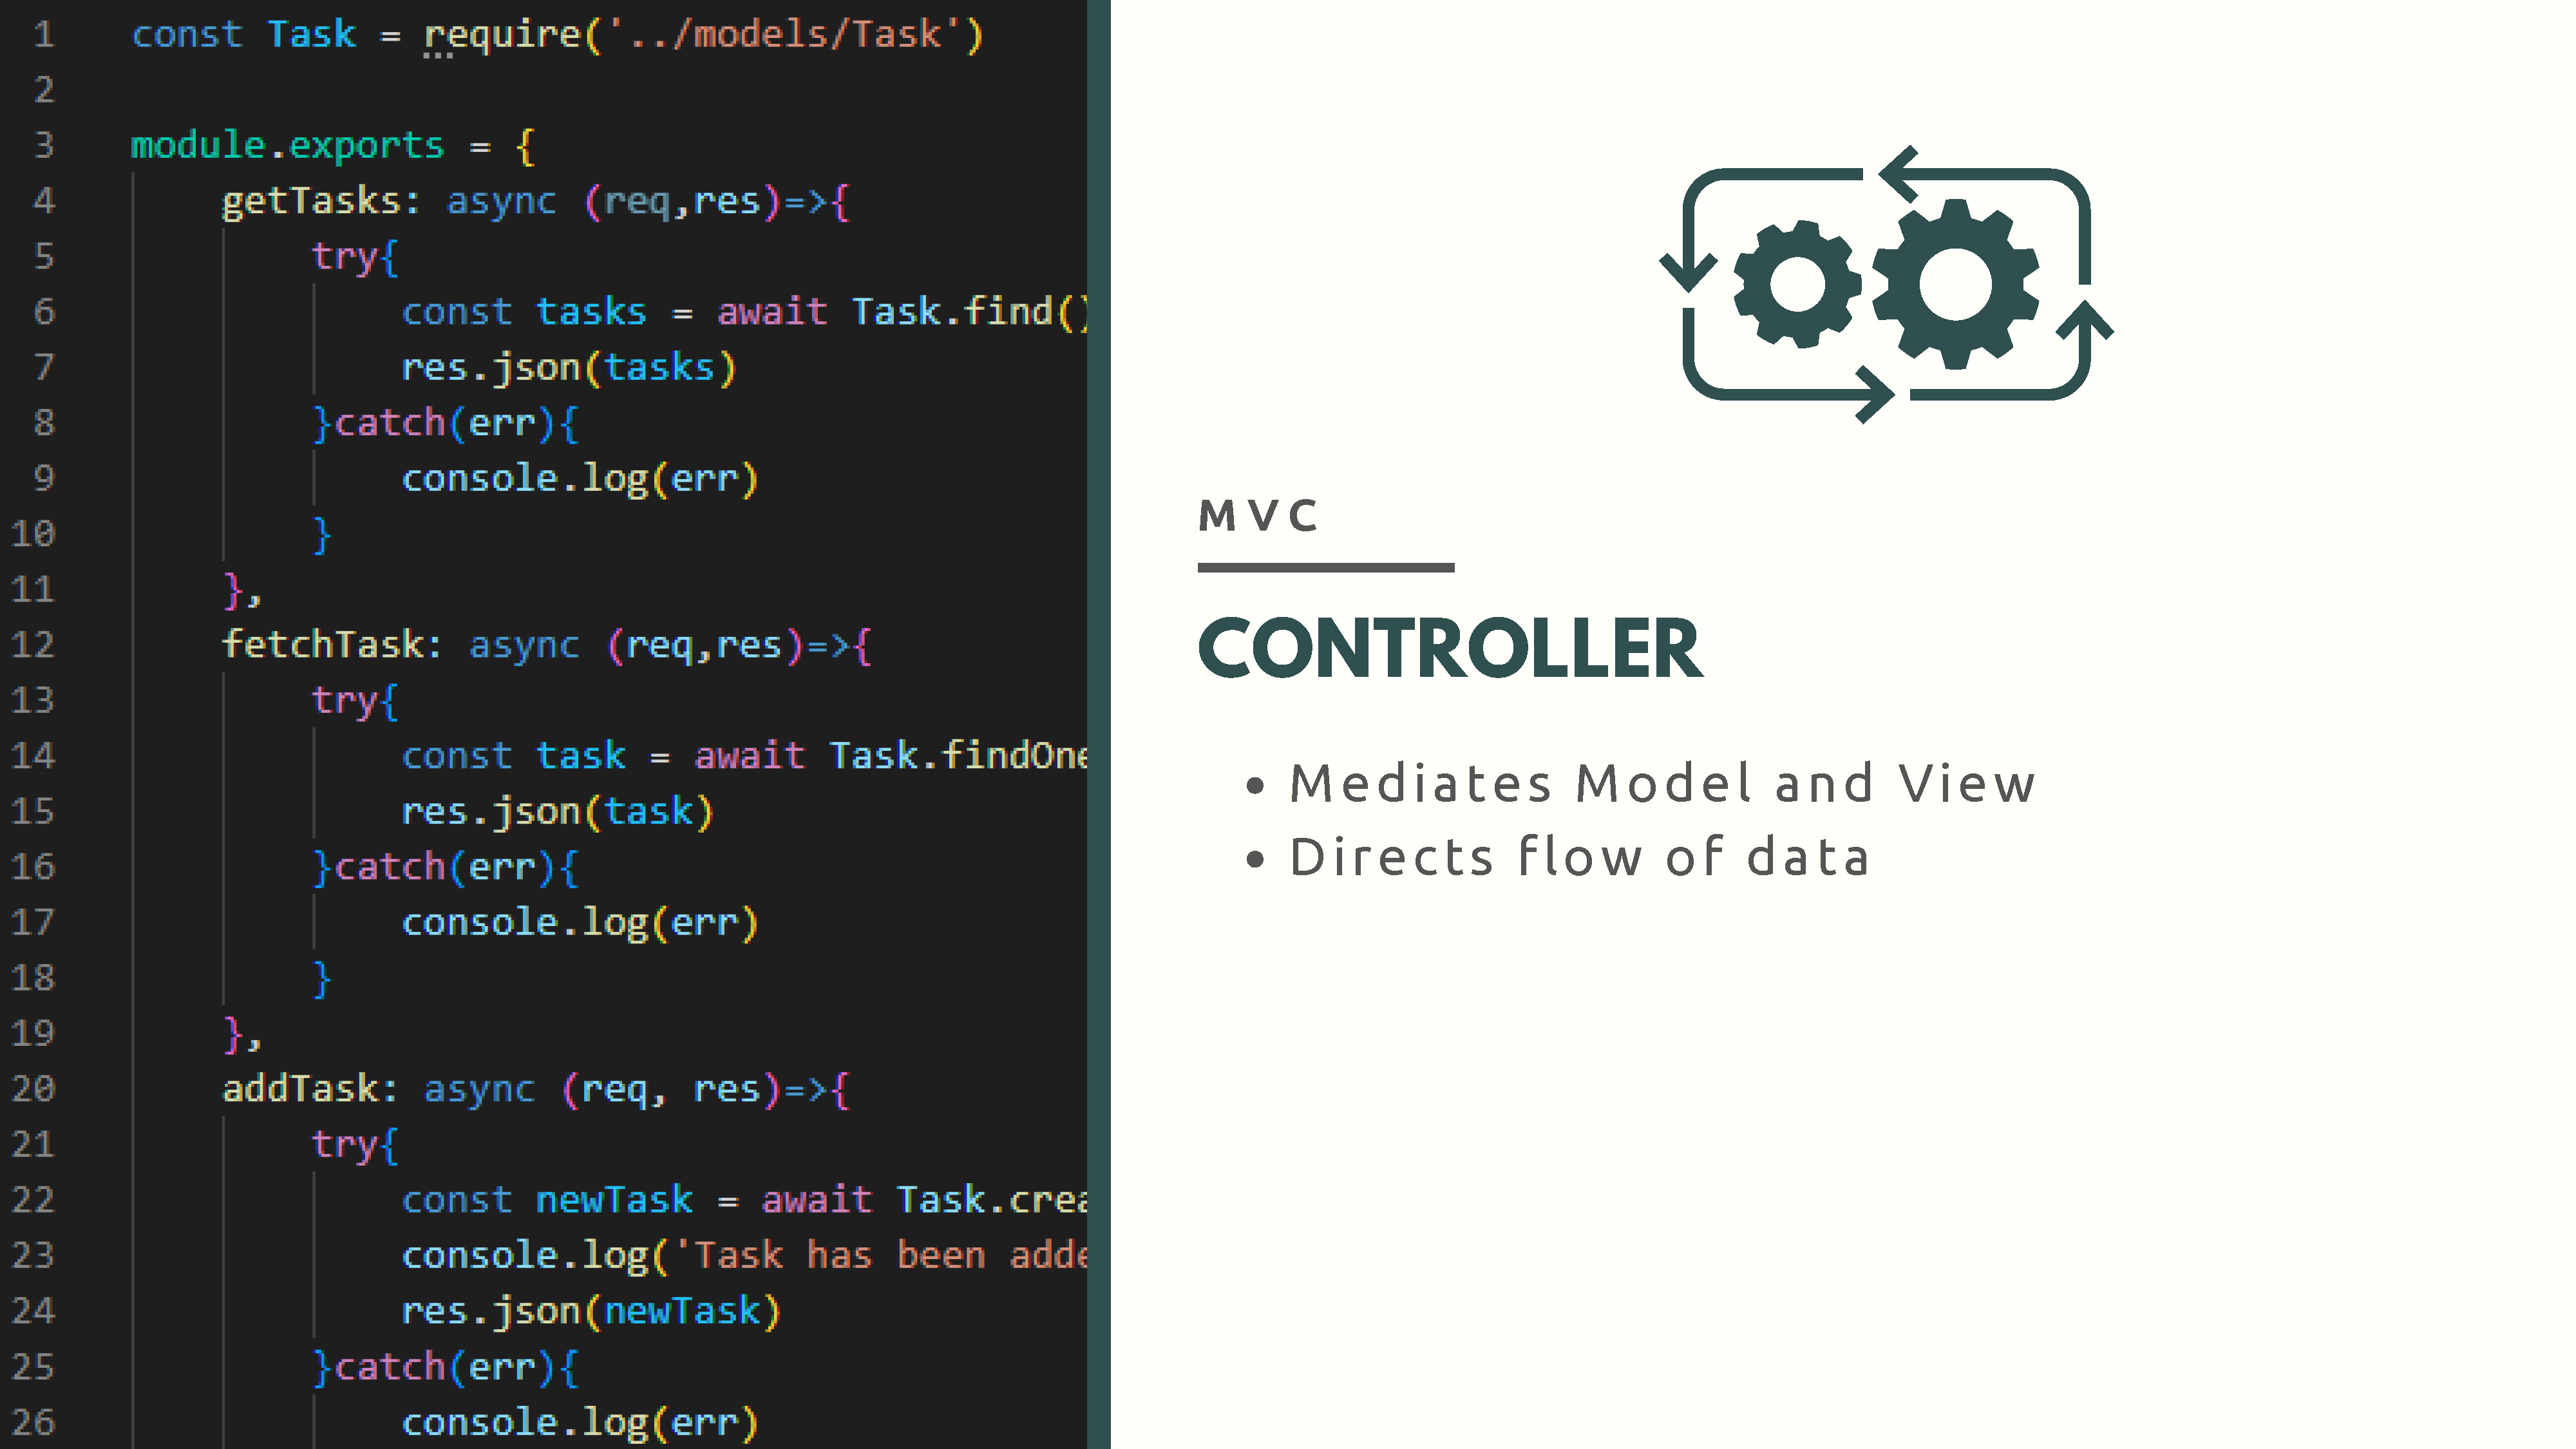 1 const Task = require('../models/Task')
2
3 module.exports = {
4 getTasks: async (req,res)=>{
5 try{
6 const tasks = await Task.find()
7 res.json(tasks)
8 }catch(err){
9 console.log(err)
10 }
11 },
12 fetchTask: async (req,res)=>{
13 try{
14 const task = await Task.findOne
15 res.json(task)
16 }catch(err){
17 console.log(err)
18 }
19 },
20 addTask: async (req, res)=>{
21 try{
22 const newTask = await Task.crea
23 console.log('Task has been adde
24 res.json(newTask)
25 }catch(err){
26 console.log(err)
MVC
CONTROLLER
• Mediates Model and View
• Directs flow of data